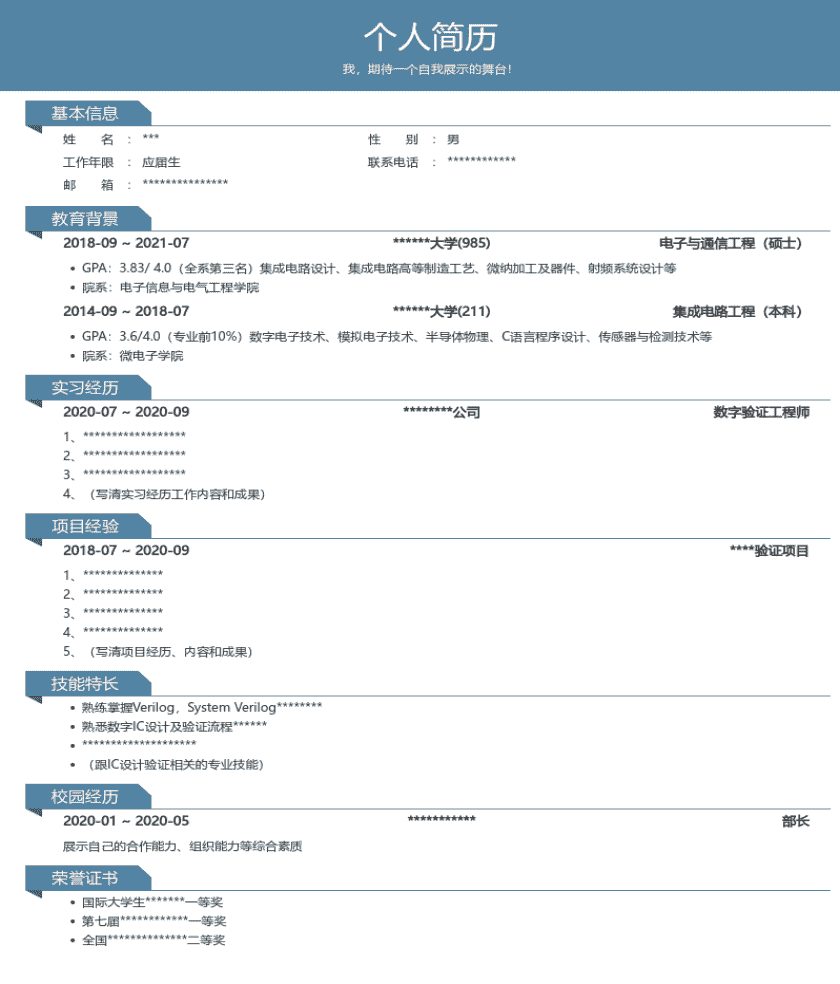 个人简历
我，期待一个自我展示的舞台！
基本信息
姓 名 ： *** 性 别 ： 男
工作年限 ： 应届生 联系电话 ： ************
邮 箱 ： ***************
教育背景
2018-09 ~ 2021-07 ******大学(985) 电子与通信工程（硕士）
• GPA：3.83/ 4.0（全系第三名）集成电路设计、集成电路高等制造工艺、微纳加工及器件、射频系统设计等
• 院系：电子信息与电气工程学院
2014-09 ~ 2018-07 ******大学(211) 集成电路工程（本科）
• GPA：3.6/4.0（专业前10%）数字电子技术、模拟电子技术、半导体物理、C语言程序设计、传感器与检测技术等
• 院系：微电子学院
实习经历
2020-07 ~ 2020-09 ********公司 数字验证工程师
1、******************
2、******************
3、******************
4、（写清实习经历工作内容和成果）
项目经验
2018-07 ~ 2020-09 ****验证项目
1、**************
2、**************
3、**************
4、**************
5、（写清项目经历、内容和成果）
技能特长
• 熟练掌握Verilog，System Verilog********
• 熟悉数字IC设计及验证流程******
• ********************
• （跟IC设计验证相关的专业技能）
校园经历
2020-01 ~ 2020-05 *********** 部长
展示自己的合作能力、组织能力等综合素质
荣誉证书
• 国际大学生*******一等奖
• 第七届************一等奖
• 全国**************二等奖